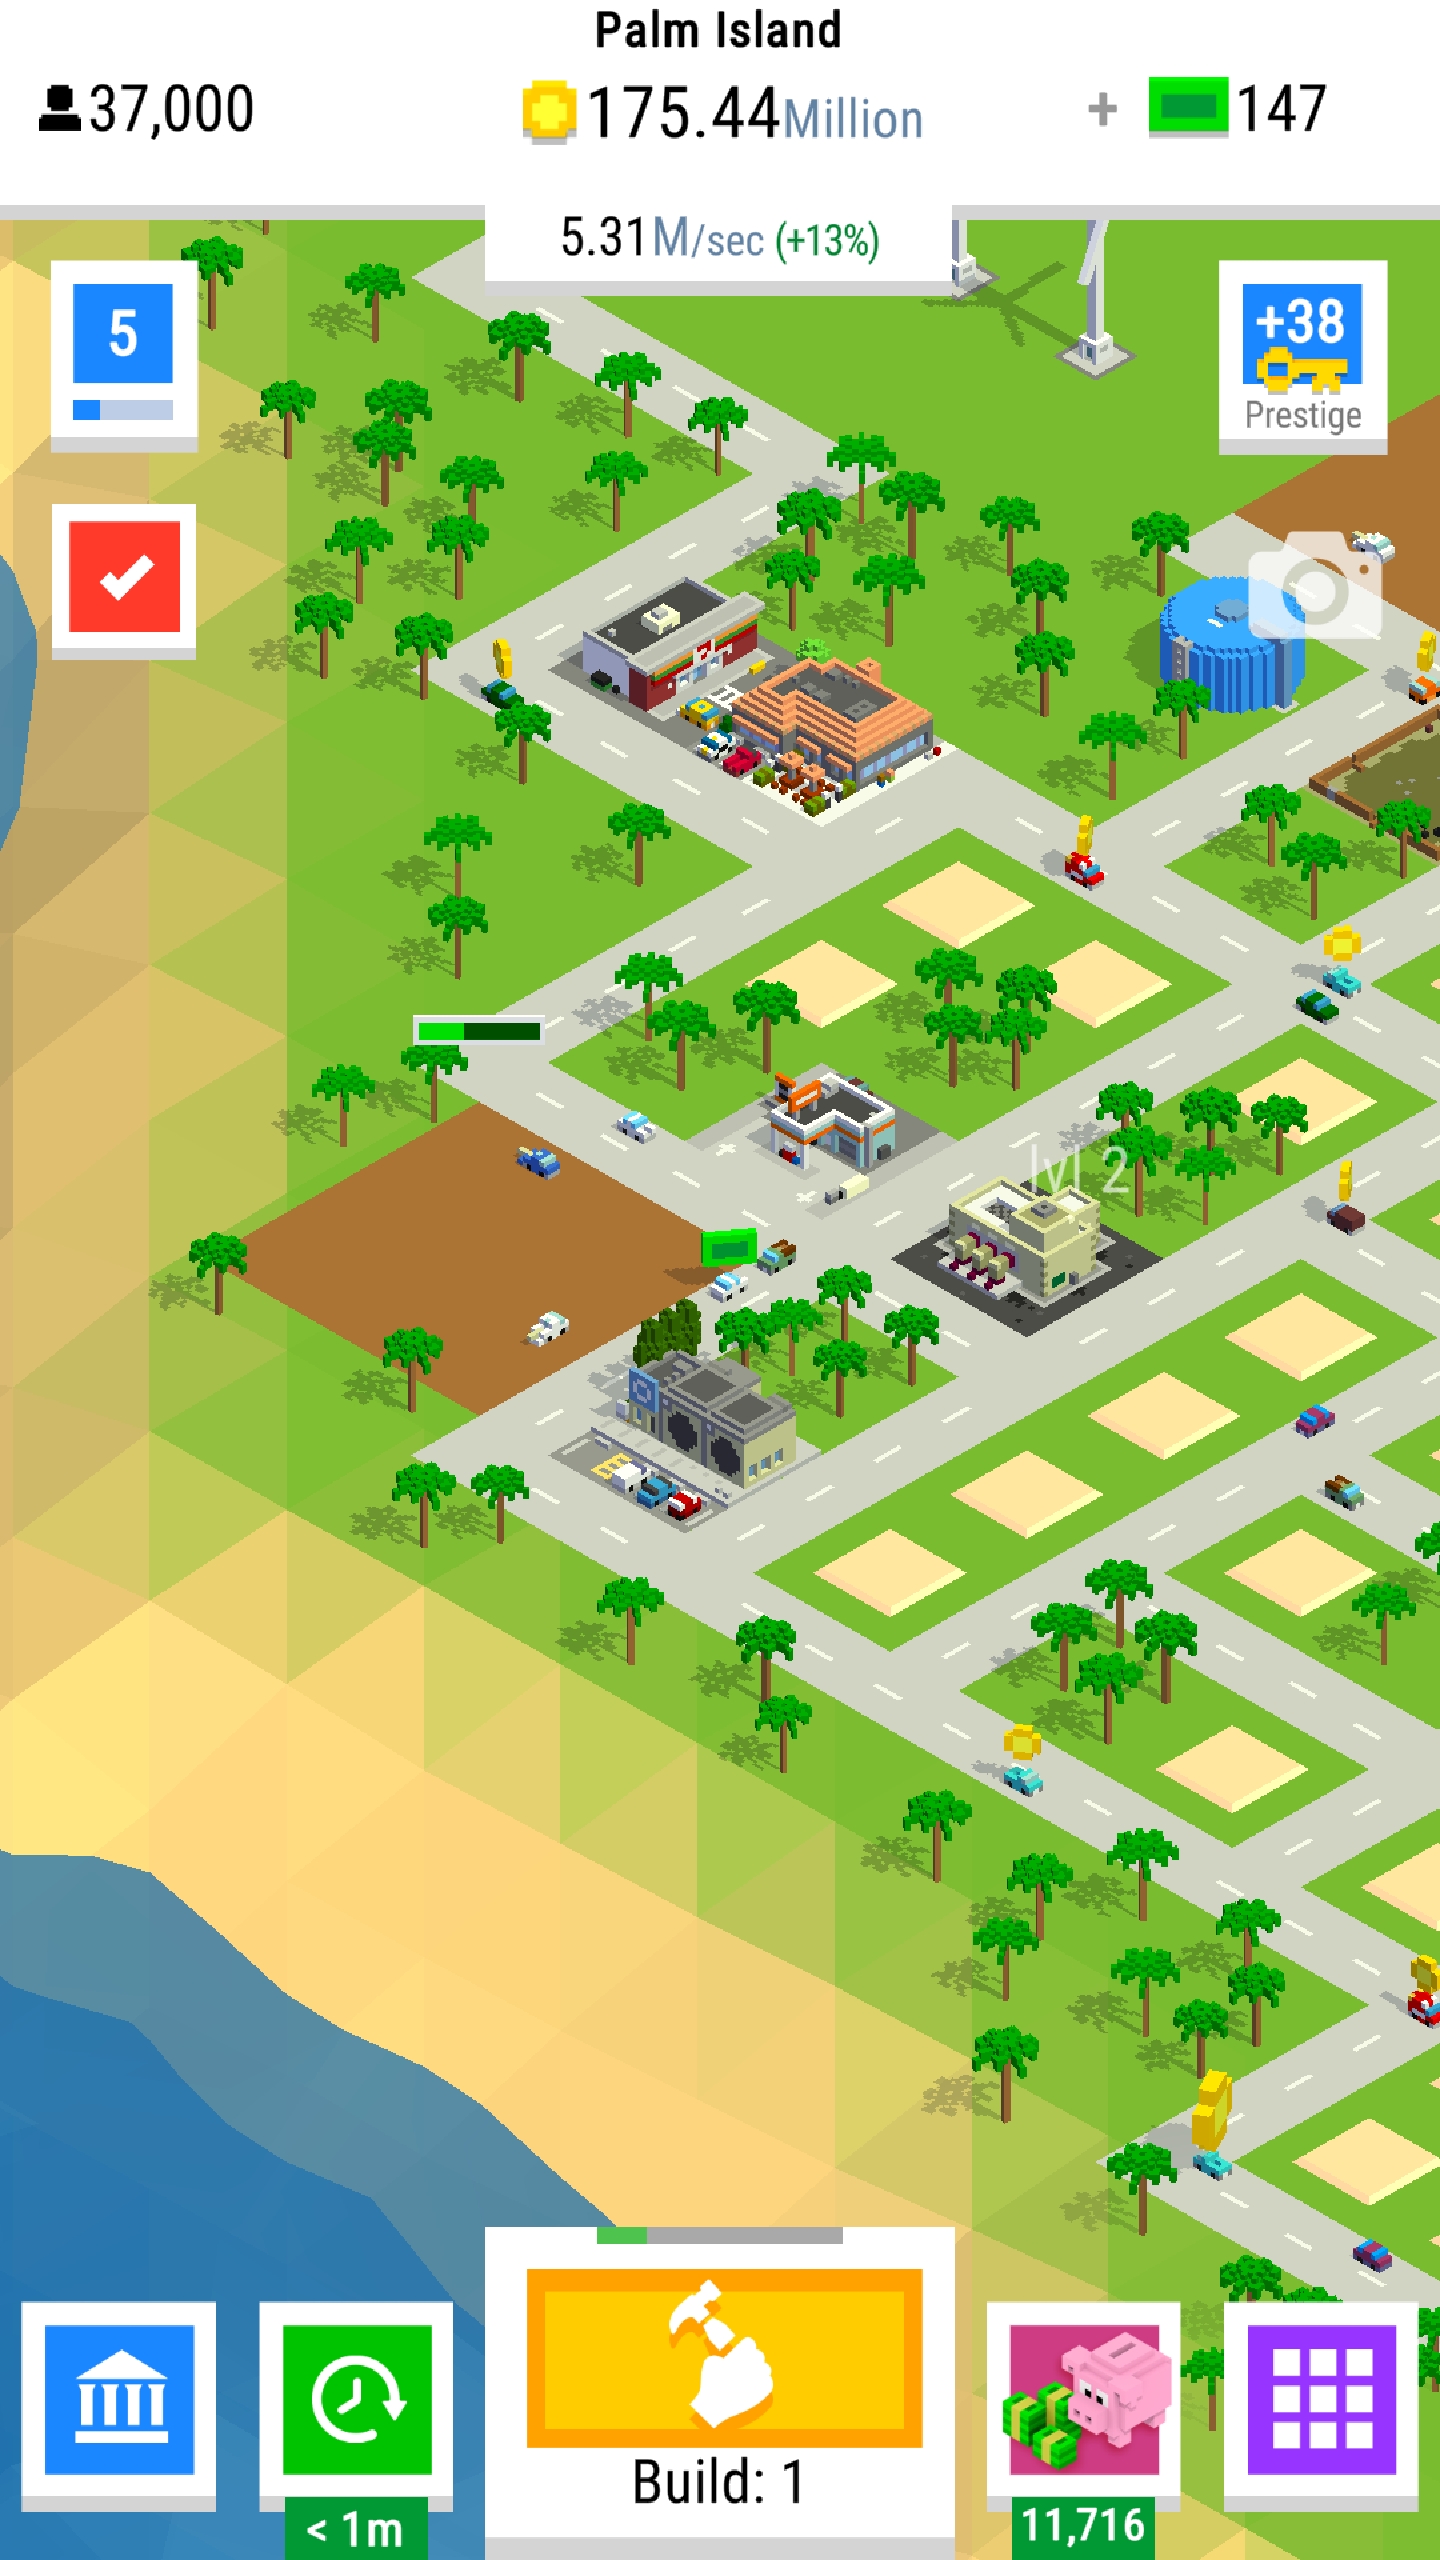 Palm Island
37,000
175.44Million
+ 147
5.31M/sec (+13%)
5
+38
Prestige
7
lvl 2
Build: 1
< 1m
11,716